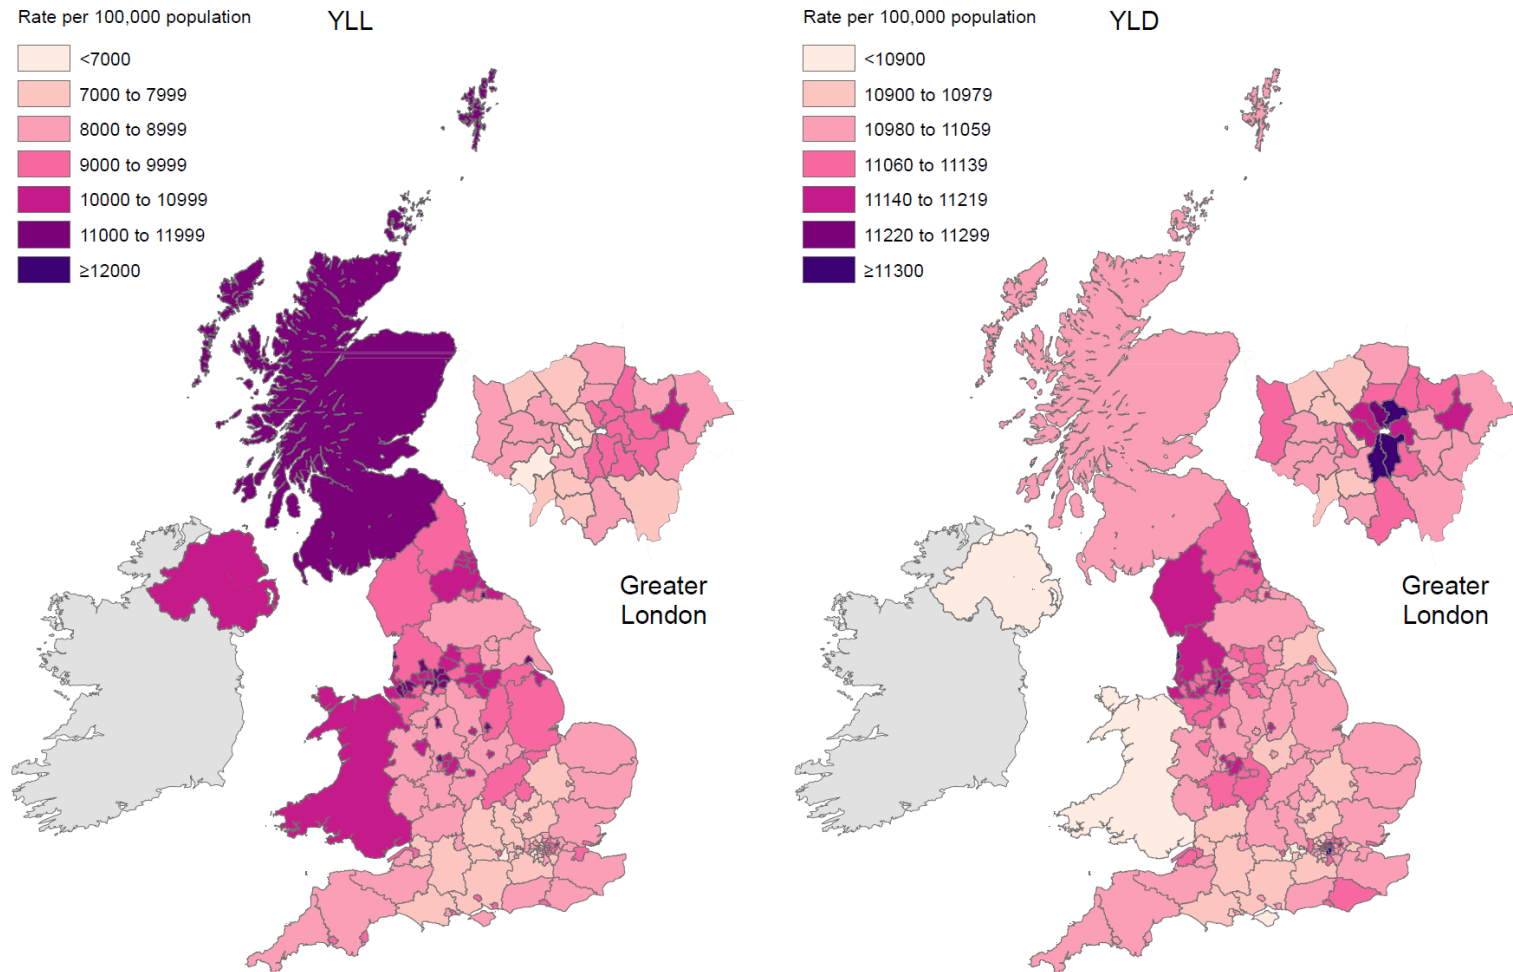 Rate per 100,000 population
YLL
<7000
7000 to 7999
8000 to 8999
9000 to 9999
10000 to 10999
11000 to 11999
≥12000
Greater
London
Rate per 100,000 population
YLD
<10900
10900 to 10979
10980 to 11059
11060 to 11139
11140 to 11219
11220 to 11299
≥11300
Greater
London